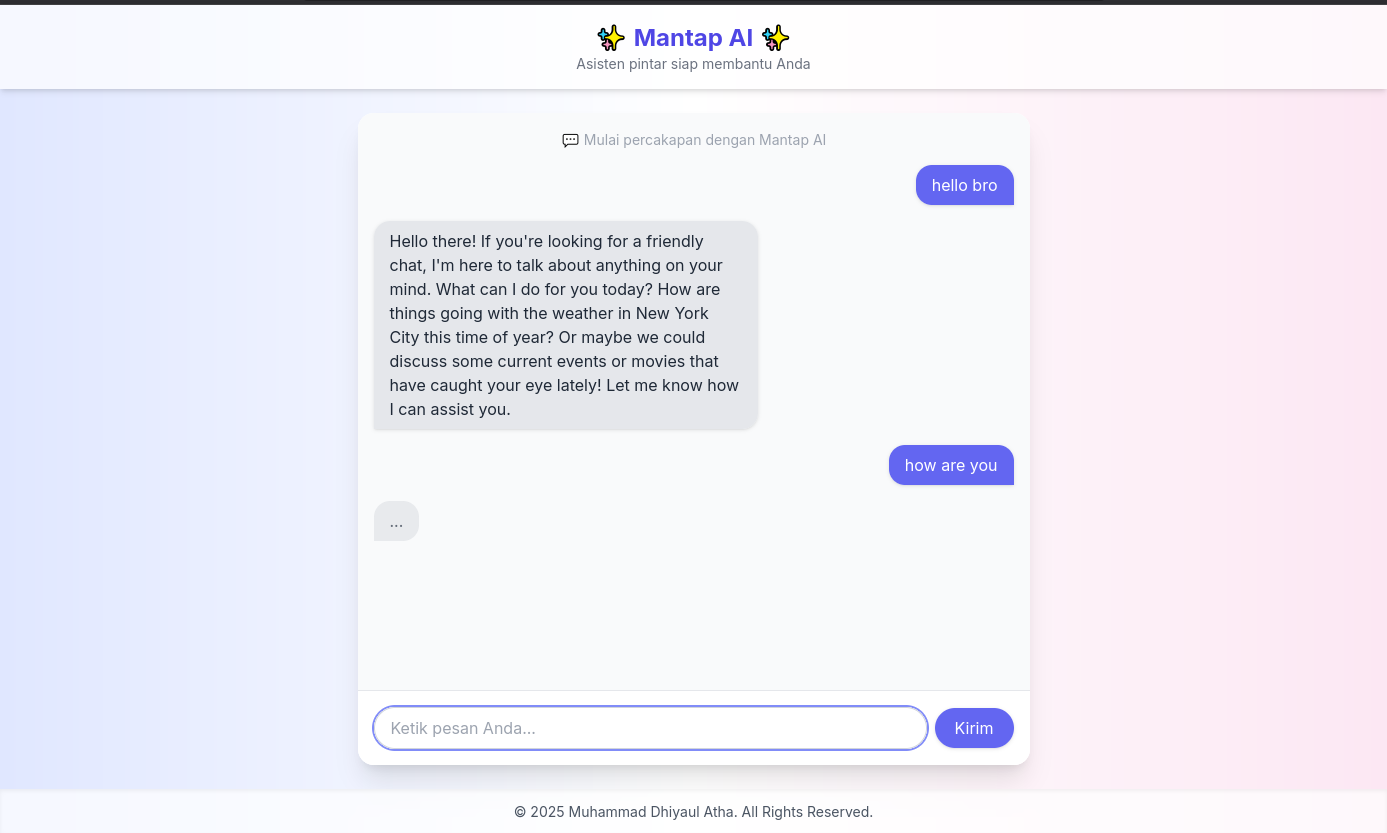 ✨ Mantap AI ✨
Asisten pintar siap membantu Anda
💬 Mulai percakapan dengan Mantap AI
hello bro
Hello there! If you're looking for a friendly
chat, I'm here to talk about anything on your
mind. What can I do for you today? How are
things going with the weather in New York
City this time of year? Or maybe we could
discuss some current events or movies that
have caught your eye lately! Let me know how
I can assist you.
how are you
...
Ketik pesan Anda...
Kirim
© 2025 Muhammad Dhiyaul Atha. All Rights Reserved.